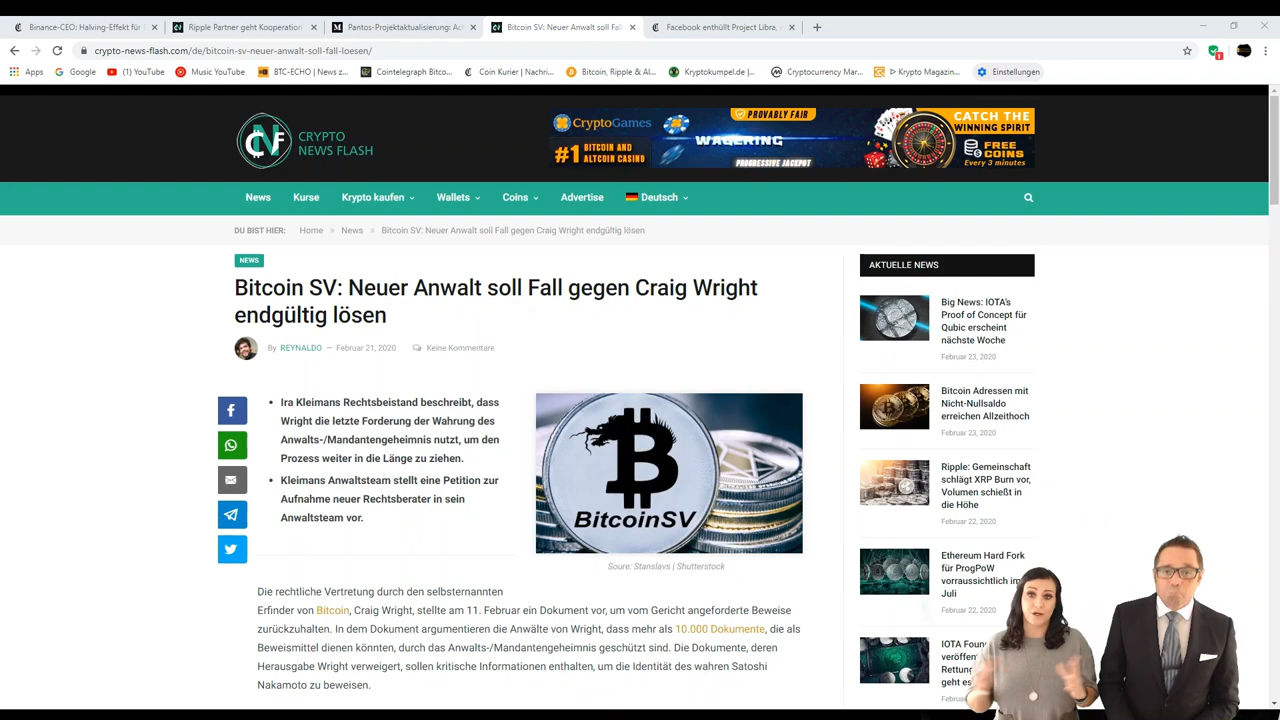 Binance-CEO: Halving-Effekt für
Ripple Partner geht Kooperation
Pantos-Projektaktualisierung: Ac
Bitcoin SV: Neuer Anwalt soll Fal
Facebook enthüllt Project Libra,
crypto-news-flash.com/de/bitcoin-sv-neuer-anwalt-soll-fall-loesen/
1
Apps
Google
(1) YouTube
Music YouTube
BTC-ECHO | News z...
Cointelegraph Bitco...
Coin Kurier | Nachri...
Bitcoin, Ripple & Al...
Kryptokumpel.de |...
Cryptocurrency Mar...
ᐅ Krypto Magazin...
Einstellungen
CNF
CRYPTO
NEWS FLASH
CryptoGames
#1 BITCOIN AND
ALTCOIN CASINO
PROVABLY FAIR
WAGERING
PROGRESSIVE JACKPOT
CATCH THE
WINNING SPIRIT
FREE
COINS
Every 3 minutes
News
Kurse
Krypto kaufen
Wallets
Coins
Advertise
Deutsch
DU BIST HIER: Home » News » Bitcoin SV: Neuer Anwalt soll Fall gegen Craig Wright endgültig lösen
NEWS
Bitcoin SV: Neuer Anwalt soll Fall gegen Craig Wright
endgültig lösen
By REYNALDO — Februar 21, 2020 Keine Kommentare
• Ira Kleimans Rechtsbeistand beschreibt, dass
Wright die letzte Forderung der Wahrung des
Anwalts-/Mandantengeheimnis nutzt, um den
Prozess weiter in die Länge zu ziehen.
• Kleimans Anwaltsteam stellt eine Petition zur
Aufnahme neuer Rechtsberater in sein
Anwaltsteam vor.
BitcoinSV
Soure: Stanslavs | Shutterstock
Die rechtliche Vertretung durch den selbsternannten
Erfinder von Bitcoin, Craig Wright, stellte am 11. Februar ein Dokument vor, um vom Gericht angeforderte Beweise
zurückzuhalten. In dem Dokument argumentieren die Anwälte von Wright, dass mehr als 10.000 Dokumente, die als
Beweismittel dienen könnten, durch das Anwalts-/Mandantengeheimnis geschützt sind. Die Dokumente, deren
Herausgabe Wright verweigert, sollen kritische Informationen enthalten, um die Identität des wahren Satoshi
Nakamoto zu beweisen.
AKTUELLE NEWS
Big News: IOTA's
Proof of Concept für
Qubic erscheint
nächste Woche
Februar 23, 2020
Bitcoin Adressen mit
Nicht-Nullsaldo
erreichen Allzeithoch
Februar 23, 2020
Ripple: Gemeinschaft
schlägt XRP Burn vor,
Volumen schießt in
die Höhe
Februar 22, 2020
Ethereum Hard Fork
für ProgPoW
vorraussichtlich im
Juli
Februar 22, 2020
IOTA Foun
veröffent
Rettung
geht es
Februar